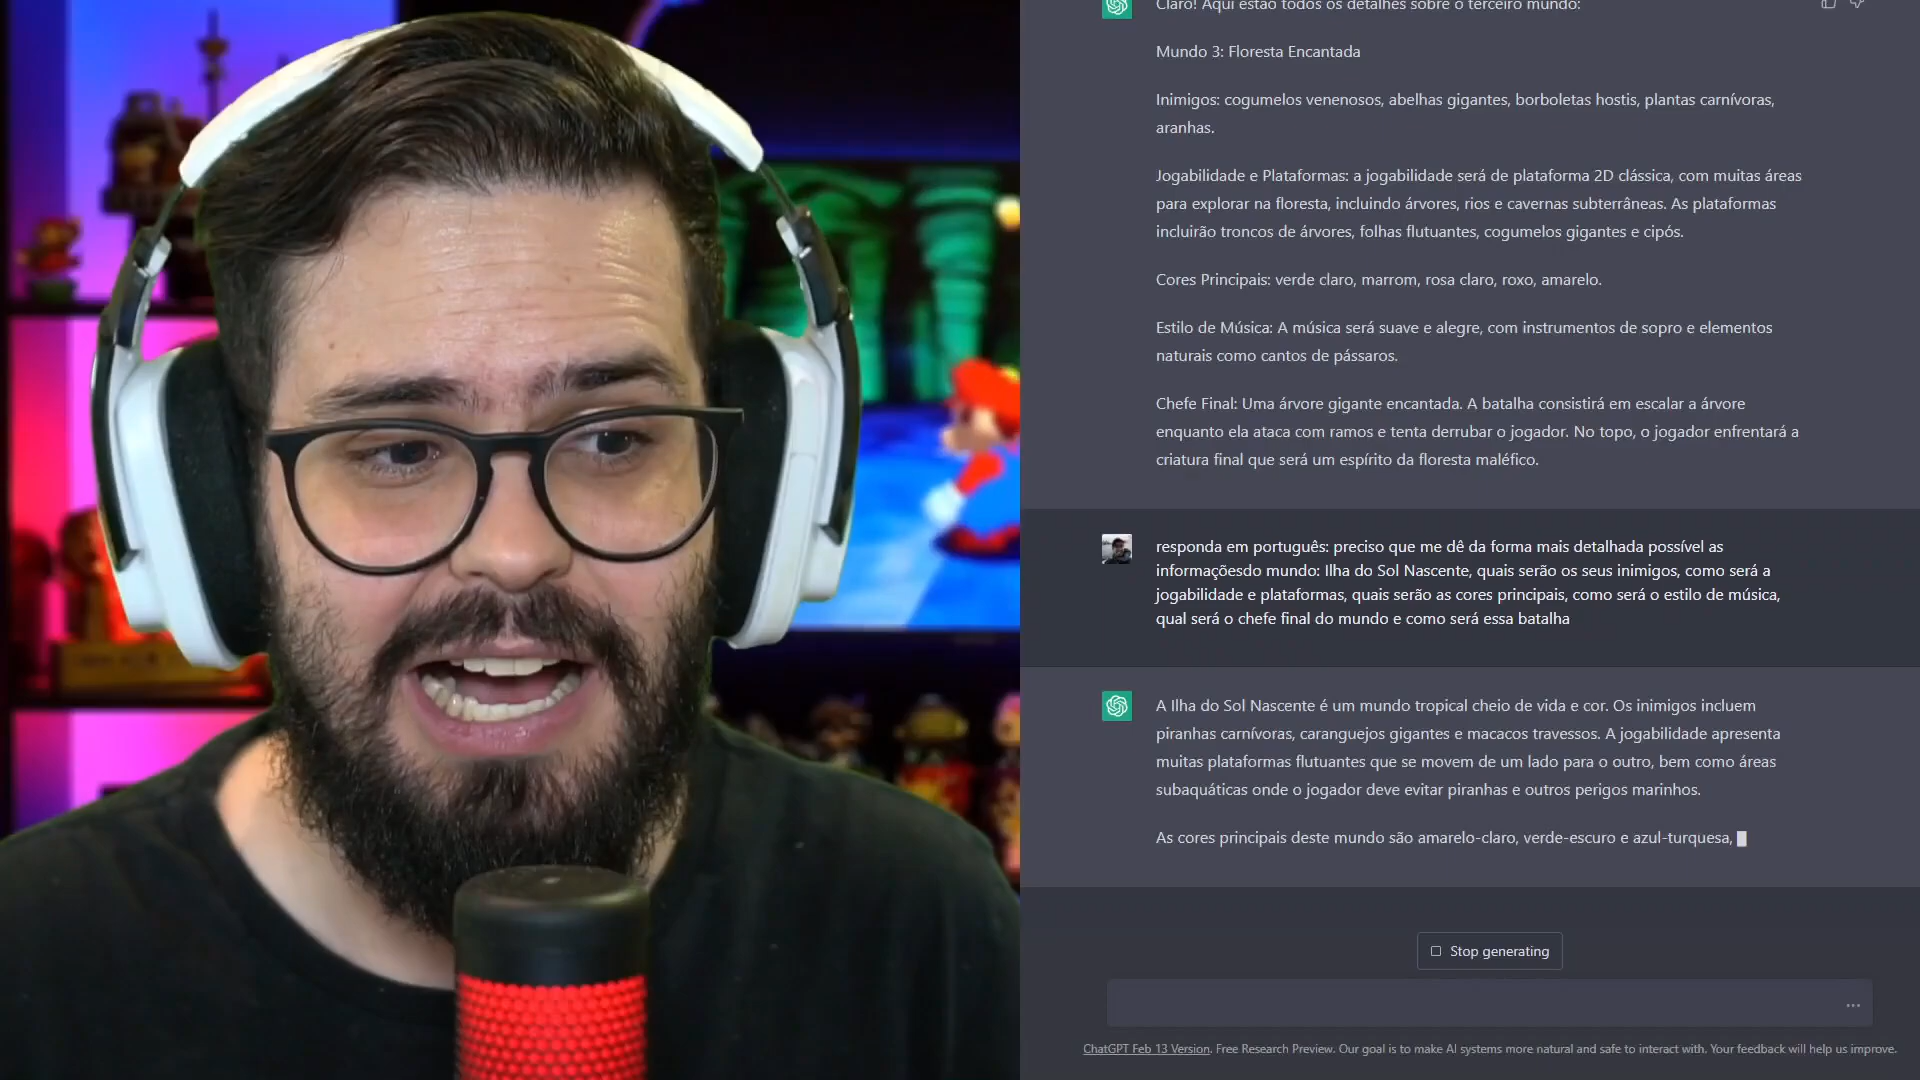 Claro! Aqui estão todos os detalhes sobre o terceiro mundo:
Mundo 3: Floresta Encantada
Inimigos: cogumelos venenosos, abelhas gigantes, borboletas hostis, plantas carnívoras,
aranhas.
Jogabilidade e Plataformas: a jogabilidade será de plataforma 2D clássica, com muitas áreas
para explorar na floresta, incluindo árvores, rios e cavernas subterrâneas. As plataformas
incluirão troncos de árvores, folhas flutuantes, cogumelos gigantes e cipós.
Cores Principais: verde claro, marrom, rosa claro, roxo, amarelo.
Estilo de Música: A música será suave e alegre, com instrumentos de sopro e elementos
naturais como cantos de pássaros.
Chefe Final: Uma árvore gigante encantada. A batalha consistirá em escalar a árvore
enquanto ela ataca com ramos e tenta derrubar o jogador. No topo, o jogador enfrentará a
criatura final que será um espírito da floresta maléfico.
responda em português: preciso que me dê da forma mais detalhada possível as
informaçõesdo mundo: Ilha do Sol Nascente, quais serão os seus inimigos, como será a
jogabilidade e plataformas, quais serão as cores principais, como será o estilo de música,
qual será o chefe final do mundo e como será essa batalha
A Ilha do Sol Nascente é um mundo tropical cheio de vida e cor. Os inimigos incluem
piranhas carnívoras, caranguejos gigantes e macacos travessos. A jogabilidade apresenta
muitas plataformas flutuantes que se movem de um lado para o outro, bem como áreas
subaquáticas onde o jogador deve evitar piranhas e outros perigos marinhos.
As cores principais deste mundo são amarelo-claro, verde-escuro e azul-turquesa,
Stop generating
ChatGPT Feb 13 Version. Free Research Preview. Our goal is to make AI systems more natural and safe to interact with. Your feedback will help us improve.